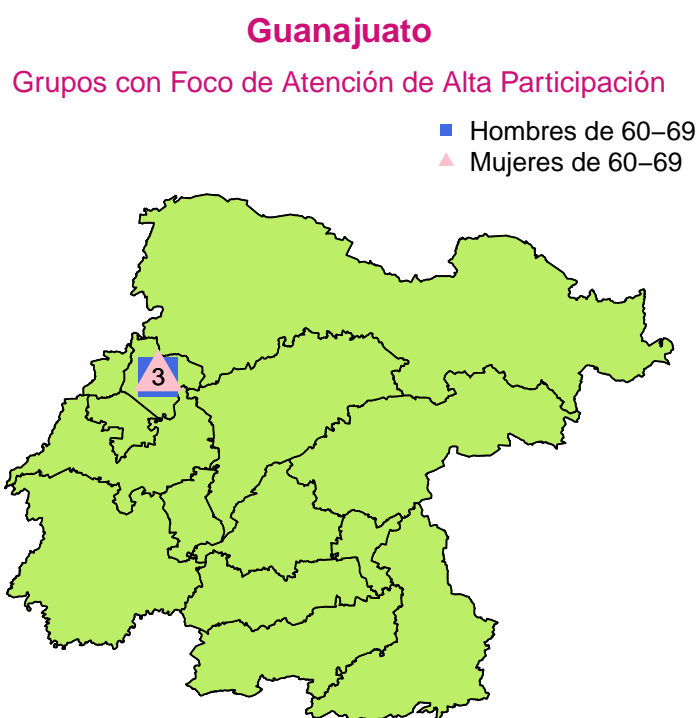 Guanajuato
Grupos con Foco de Atención de Alta Participación
Hombres de 60−69
Mujeres de 60−69
3